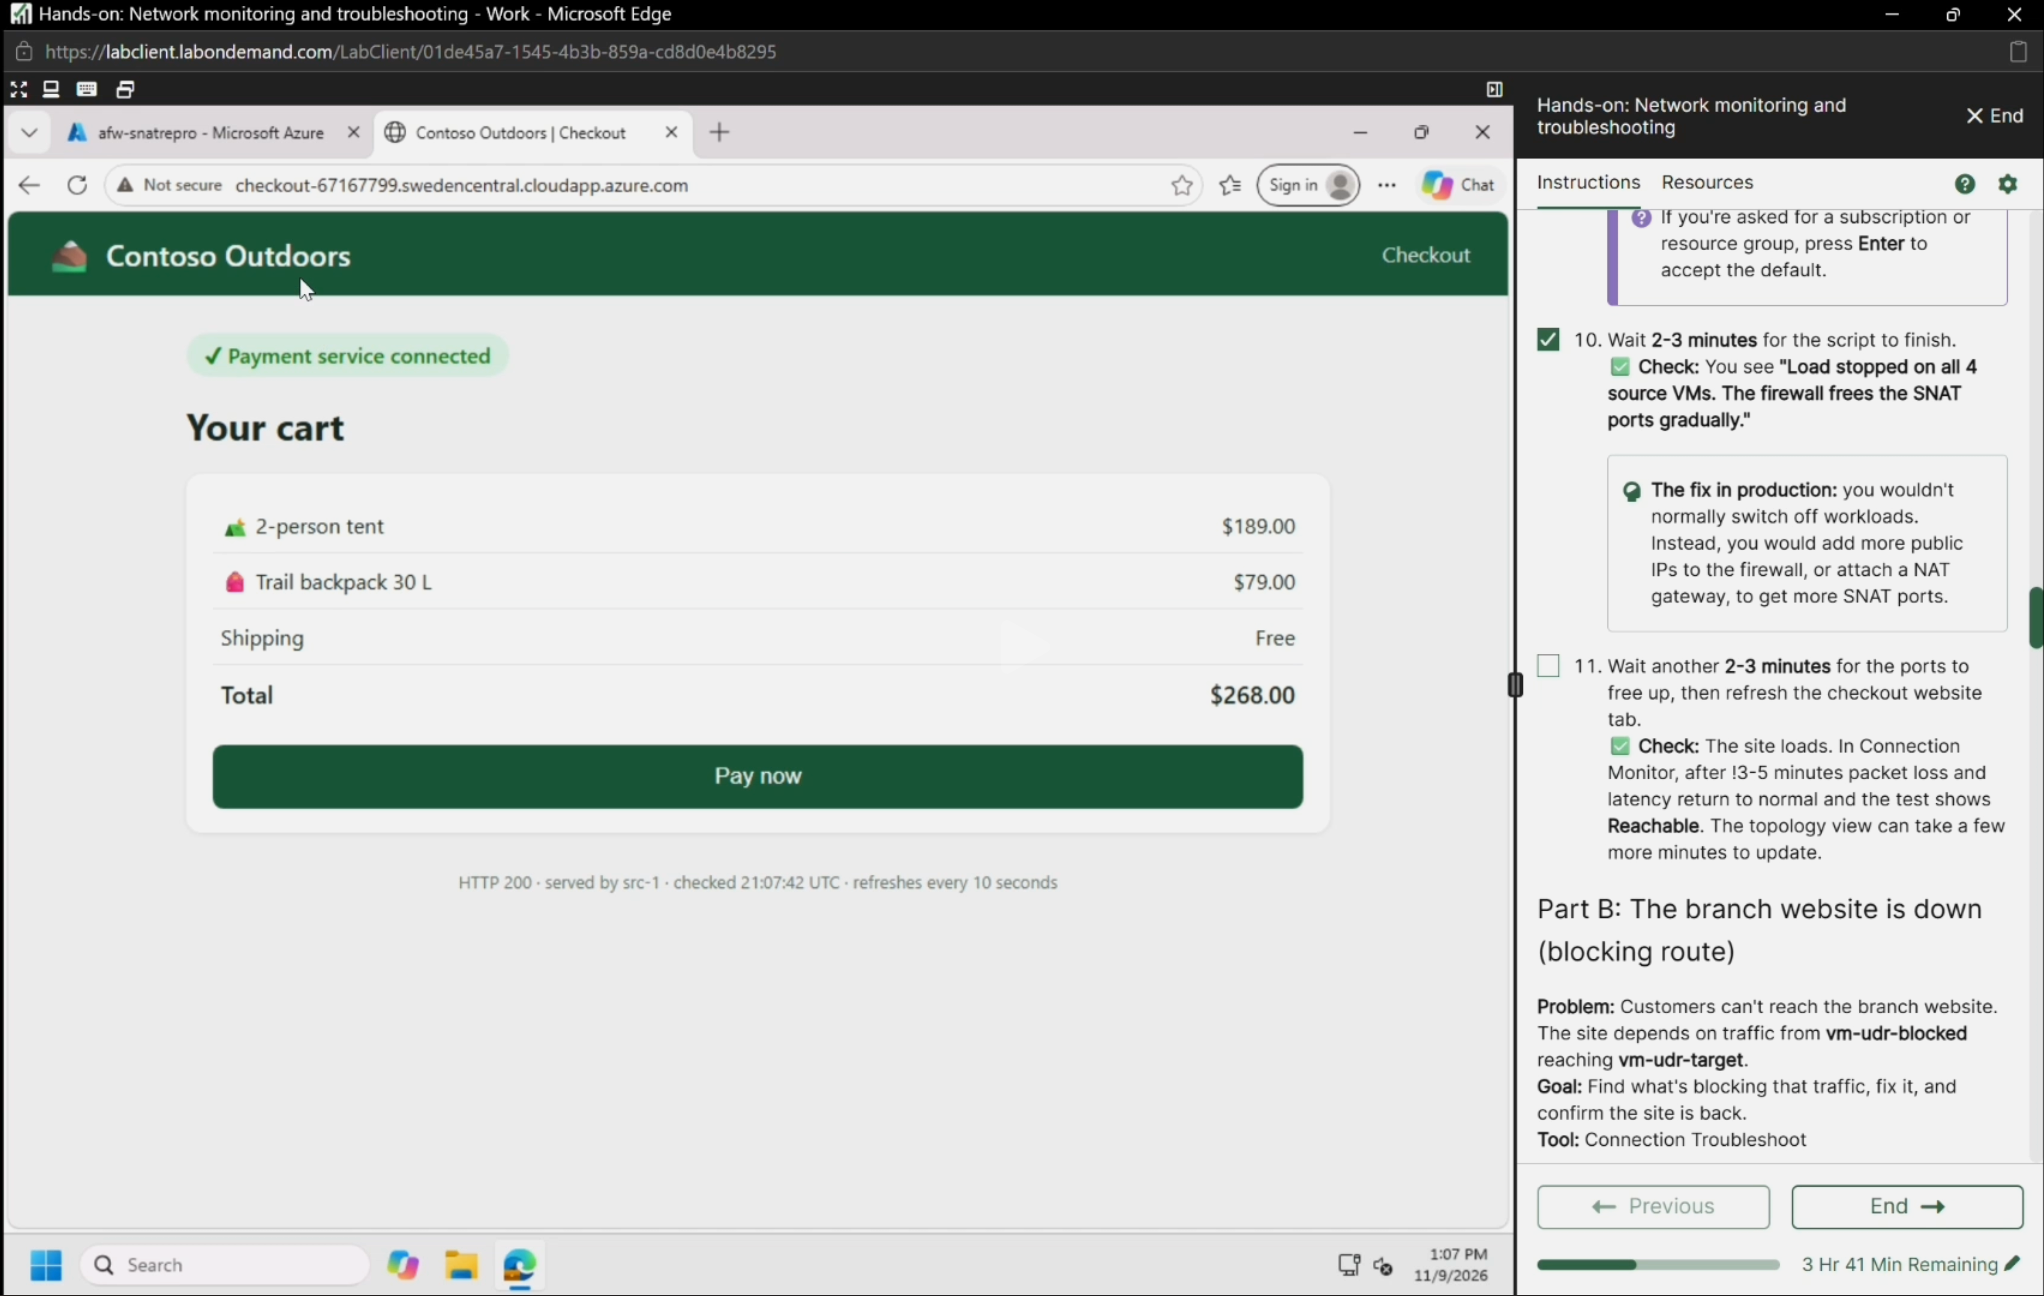 Hands-on: Network monitoring and troubleshooting - Work - Microsoft Edge
https://labclient.labondemand.com/LabClient/01de45a7-1545-4b3b-859a-cd8d0e4b8295
afw-snatrepro - Microsoft Azure
Contoso Outdoors | Checkout
Not secure checkout-67167799.swedencentral.cloudapp.azure.com
Sign in
Chat
Contoso Outdoors
Checkout
✓ Payment service connected
Your cart
2-person tent $189.00
Trail backpack 30 L $79.00
Shipping Free
Total $268.00
Pay now
HTTP 200 · served by src-1 · checked 21:07:42 UTC · refreshes every 10 seconds
Search
1:07 PM
11/9/2026
Hands-on: Network monitoring and
troubleshooting
End
Instructions Resources
If you're asked for a subscription or
resource group, press Enter to
accept the default.
10. Wait 2-3 minutes for the script to finish.
Check: You see "Load stopped on all 4
source VMs. The firewall frees the SNAT
ports gradually."
The fix in production: you wouldn't
normally switch off workloads.
Instead, you would add more public
IPs to the firewall, or attach a NAT
gateway, to get more SNAT ports.
11. Wait another 2-3 minutes for the ports to
free up, then refresh the checkout website
tab.
Check: The site loads. In Connection
Monitor, after !3-5 minutes packet loss and
latency return to normal and the test shows
Reachable. The topology view can take a few
more minutes to update.
Part B: The branch website is down
(blocking route)
Problem: Customers can't reach the branch website.
The site depends on traffic from vm-udr-blocked
reaching vm-udr-target.
Goal: Find what's blocking that traffic, fix it, and
confirm the site is back.
Tool: Connection Troubleshoot
← Previous
End →
3 Hr 41 Min Remaining